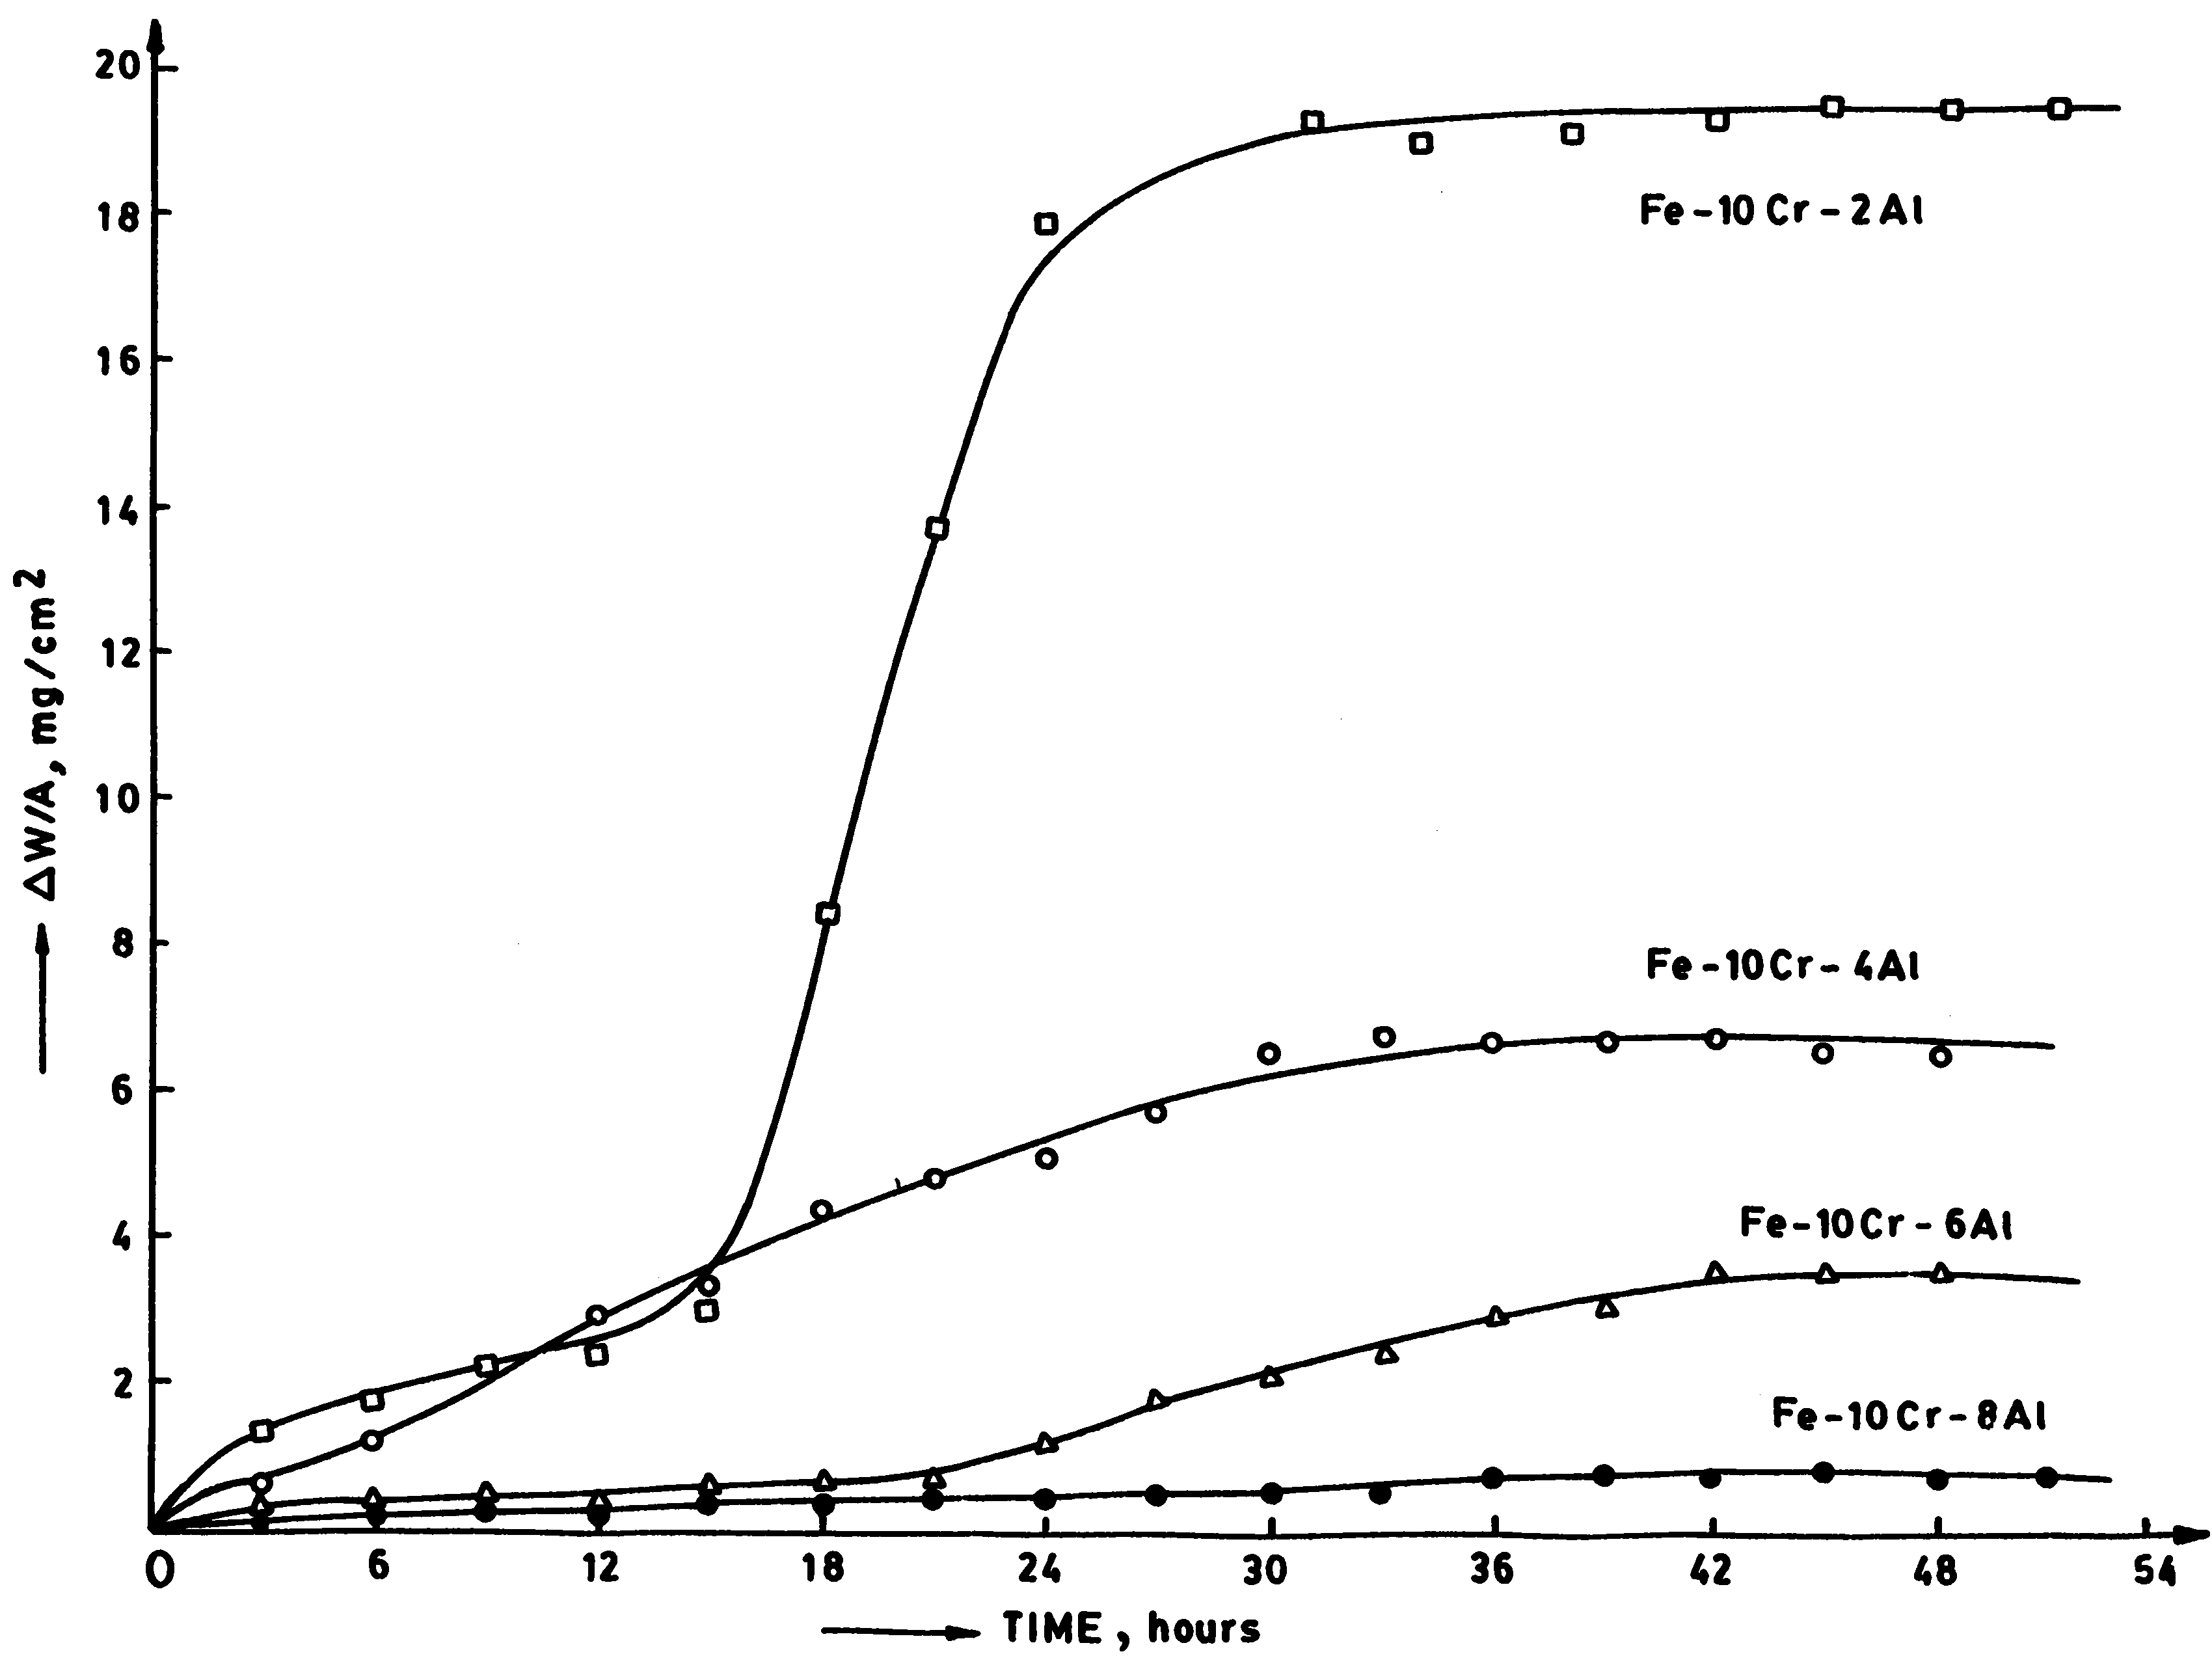 20
18
16
14
12
10
8
6
4
2
ΔW/A, mg/cm²
Fe-10Cr-2Al
Fe-10Cr-4Al
Fe-10Cr-6Al
Fe-10Cr-8Al
0 6 12 18 24 30 36 42 48 54
TIME, hours